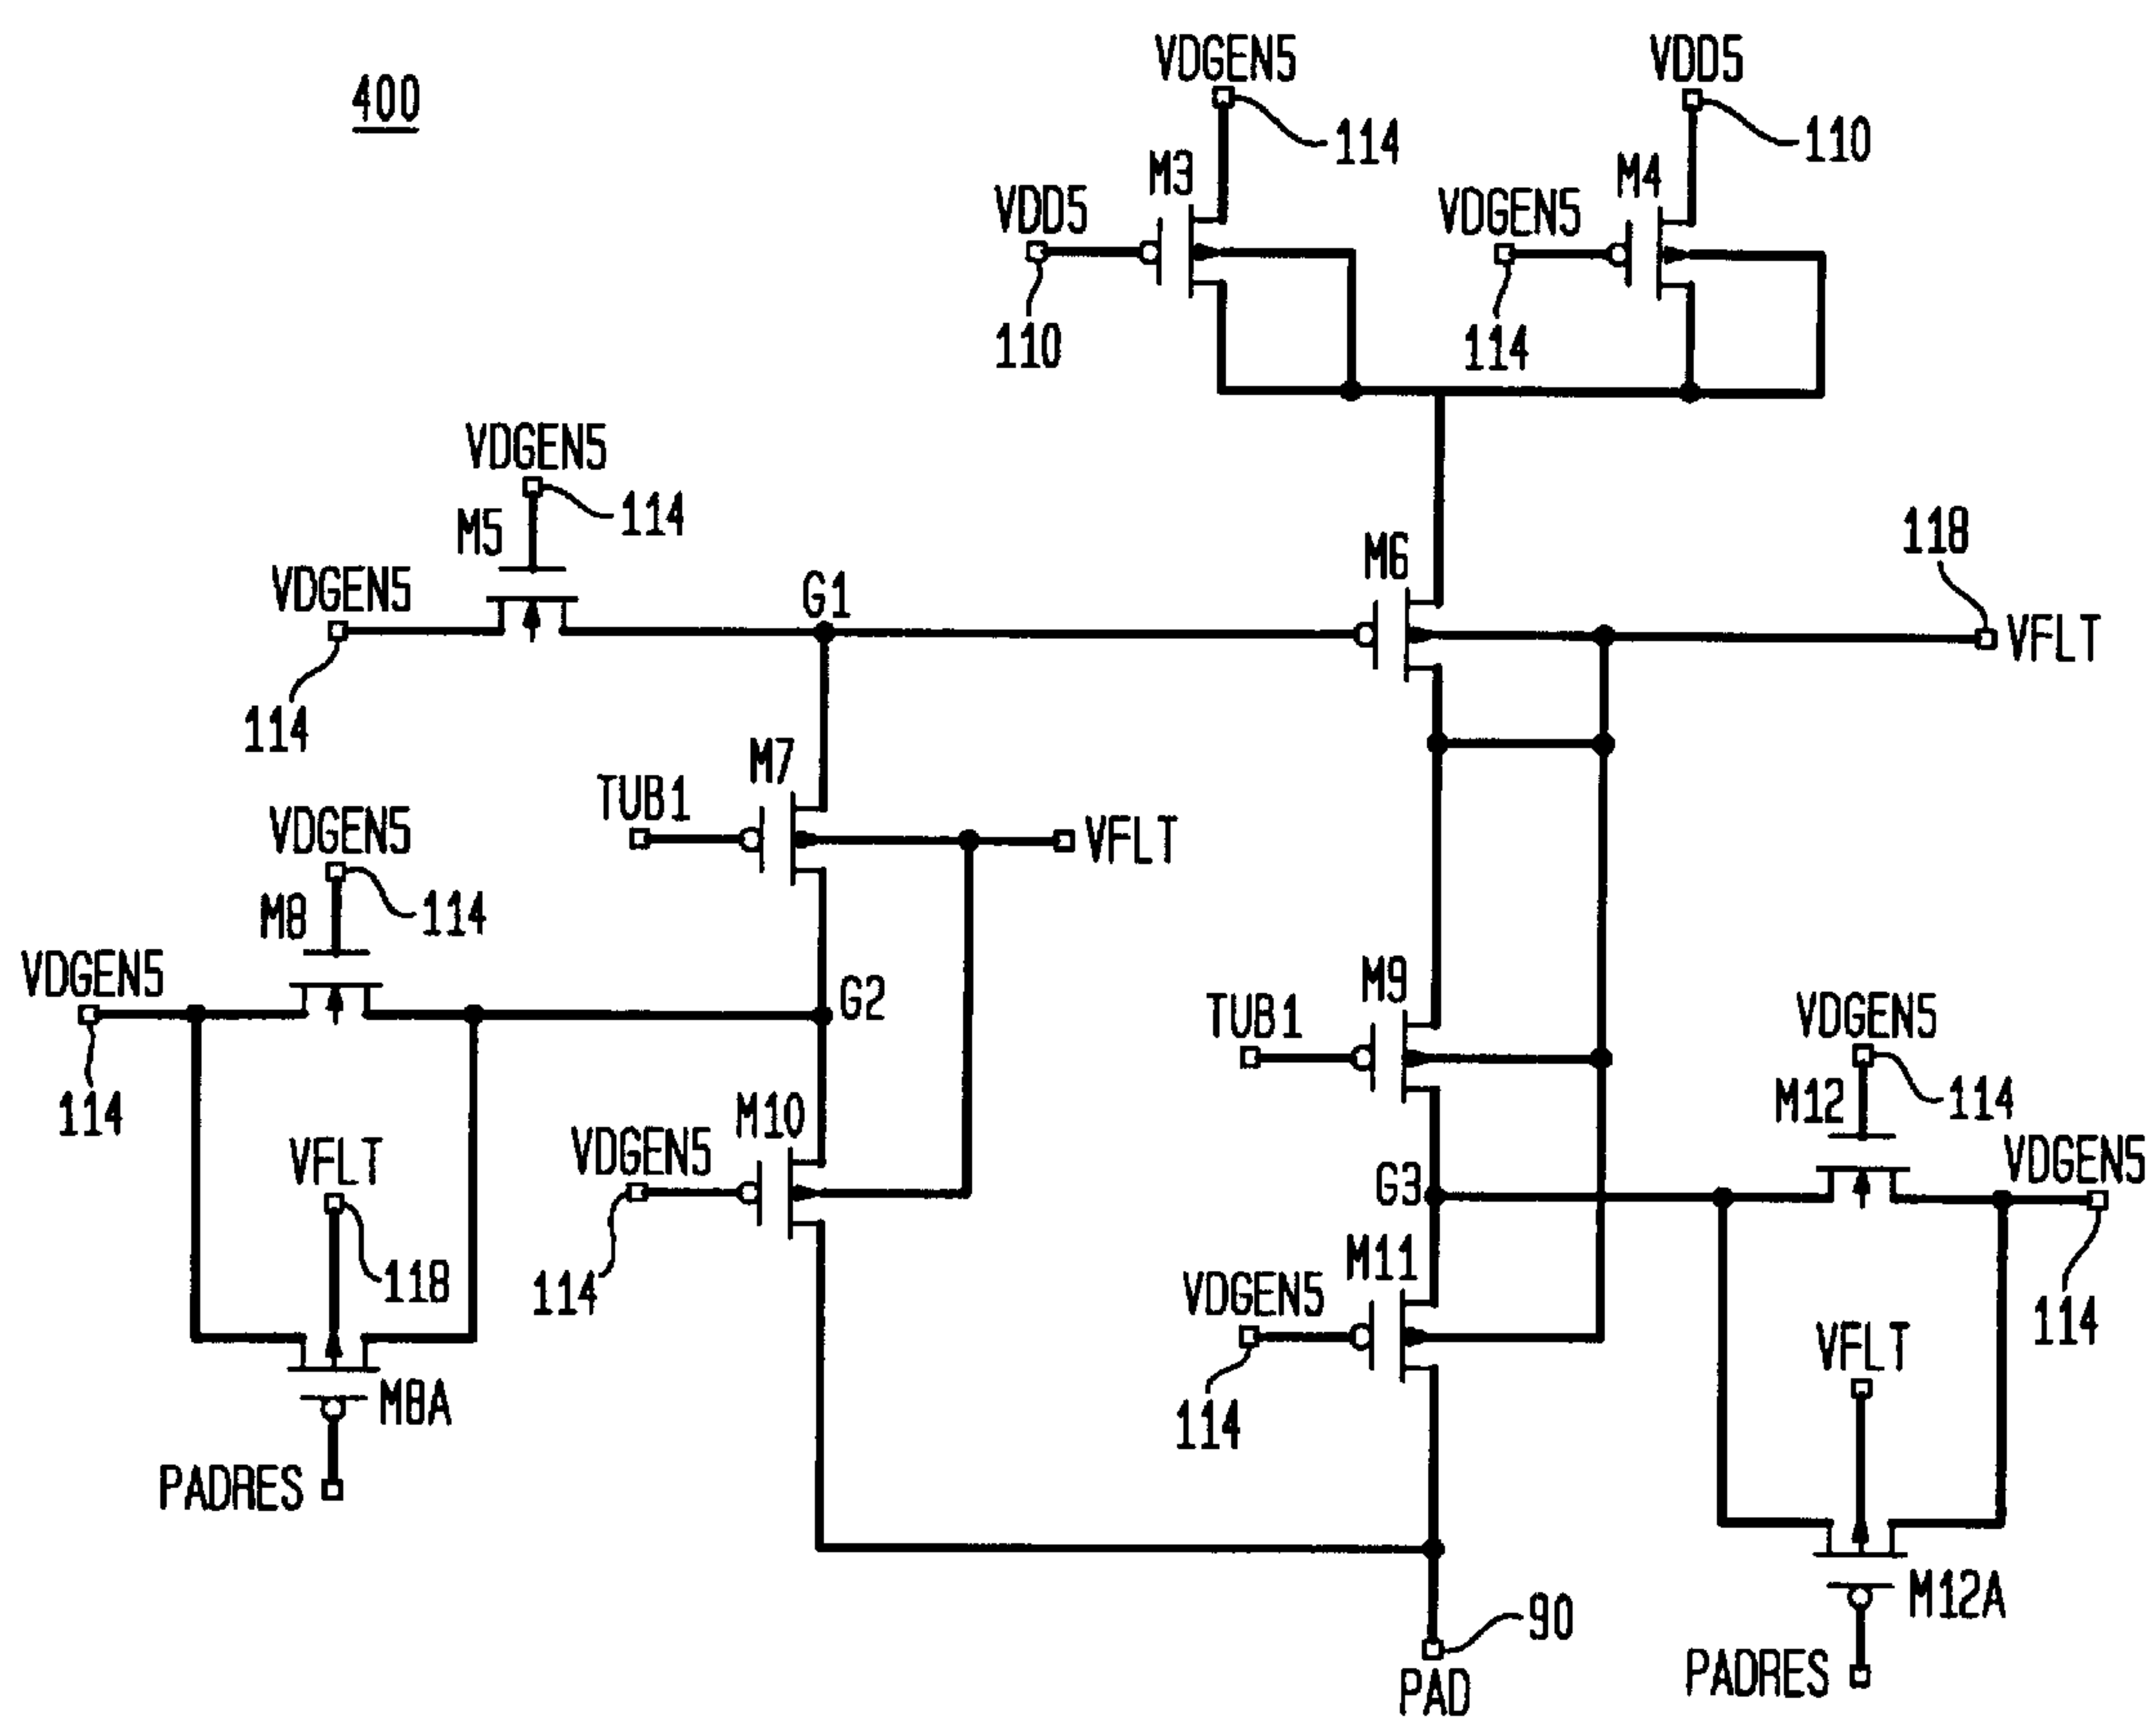 400
VDGEN5
VDD5
114
110
M3
M4
VDD5
VDGEN5
110
114
VDGEN5
114
M5
VDGEN5
G1
M6
118
VFLT
114
M7
TUB1
VFLT
VDGEN5
M8
114
VDGEN5
G2
M9
TUB1
VDGEN5
114
M10
M12
114
VDGEN5
VFLT
VDGEN5
G3
118
114
M11
VDGEN5
114
VFLT
M8A
114
PADRES
90
M12A
PAD
PADRES